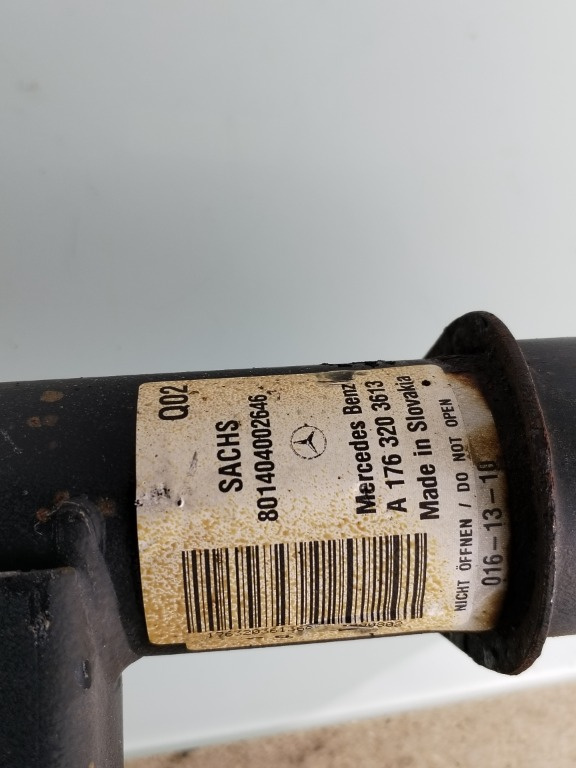 Q02
SACHS
801404002646
Mercedes Benz
A 176 320 3613
Made in Slovakia
NICHT ÖFFNEN / DO NOT OPEN
016-13-10